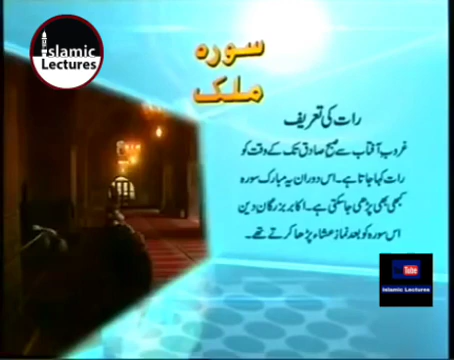 Islamic
Lectures
سورہ
ملک
رات کی تعریف
غروب آفتاب سے صبح صادق تک کے وقت کو
رات کہا جاتا ہے۔ اس دوران یہ مبارک سورہ
کبھی بھی پڑھی جاسکتی ہے۔ اکابر بزرگان دین
اس سورہ کو بعد نماز عشاء پڑھا کرتے تھے۔
Tube
Islamic Lectures